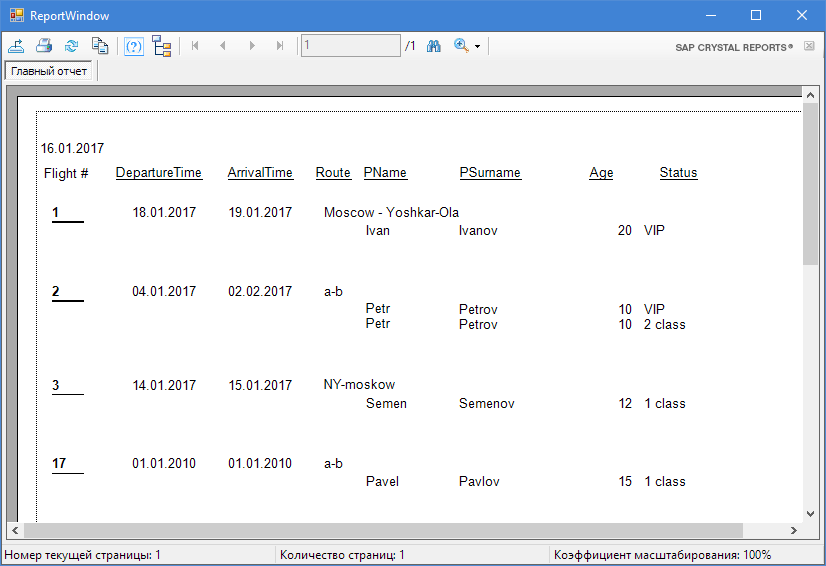 ReportWindow
1 /1 SAP CRYSTAL REPORTS®
Главный отчет
16.01.2017
Flight # DepartureTime ArrivalTime Route PName PSurname Age Status
1 18.01.2017 19.01.2017 Moscow - Yoshkar-Ola
Ivan Ivanov 20 VIP
2 04.01.2017 02.02.2017 a-b
Petr Petrov 10 VIP
Petr Petrov 10 2 class
3 14.01.2017 15.01.2017 NY-moskow
Semen Semenov 12 1 class
17 01.01.2010 01.01.2010 a-b
Pavel Pavlov 15 1 class
Номер текущей страницы: 1 Количество страниц: 1 Коэффициент масштабирования: 100%